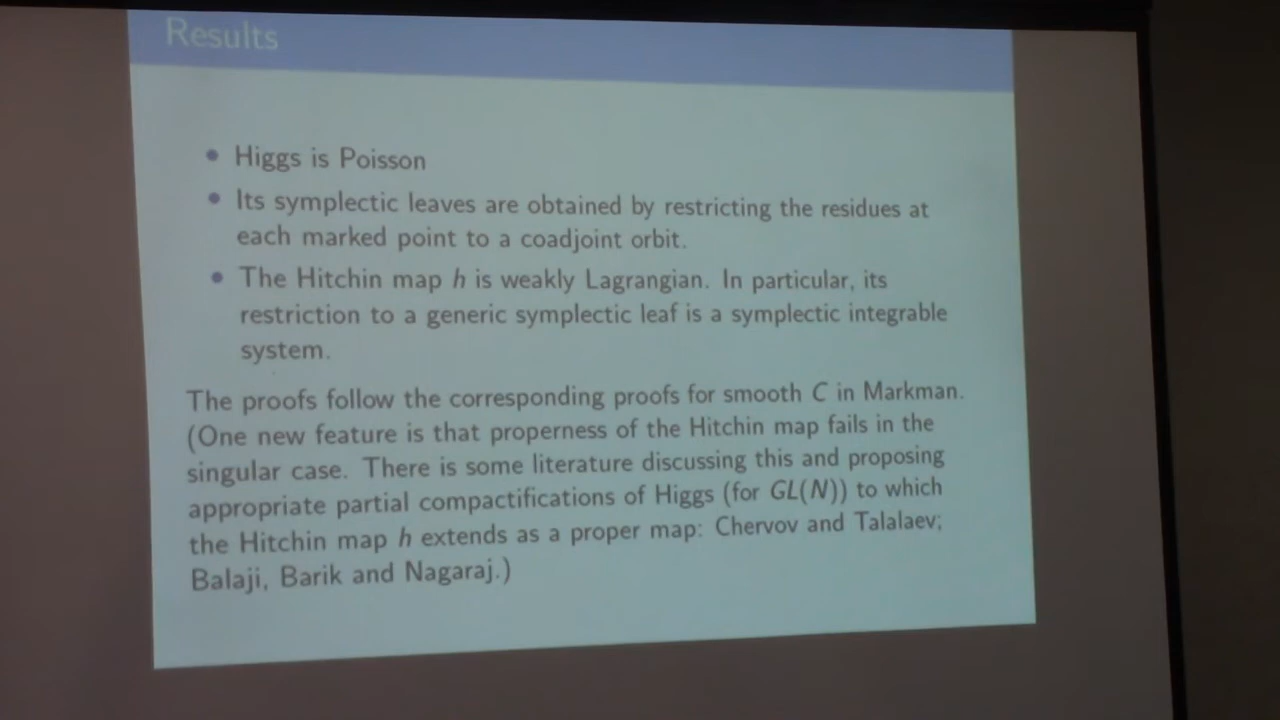 Results
• Higgs is Poisson
• Its symplectic leaves are obtained by restricting the residues at
each marked point to a coadjoint orbit.
• The Hitchin map h is weakly Lagrangian. In particular, its
restriction to a generic symplectic leaf is a symplectic integrable
system.
The proofs follow the corresponding proofs for smooth C in Markman.
(One new feature is that properness of the Hitchin map fails in the
singular case. There is some literature discussing this and proposing
appropriate partial compactifications of Higgs (for GL(N)) to which
the Hitchin map h extends as a proper map: Chervov and Talalaev;
Balaji, Barik and Nagaraj.)